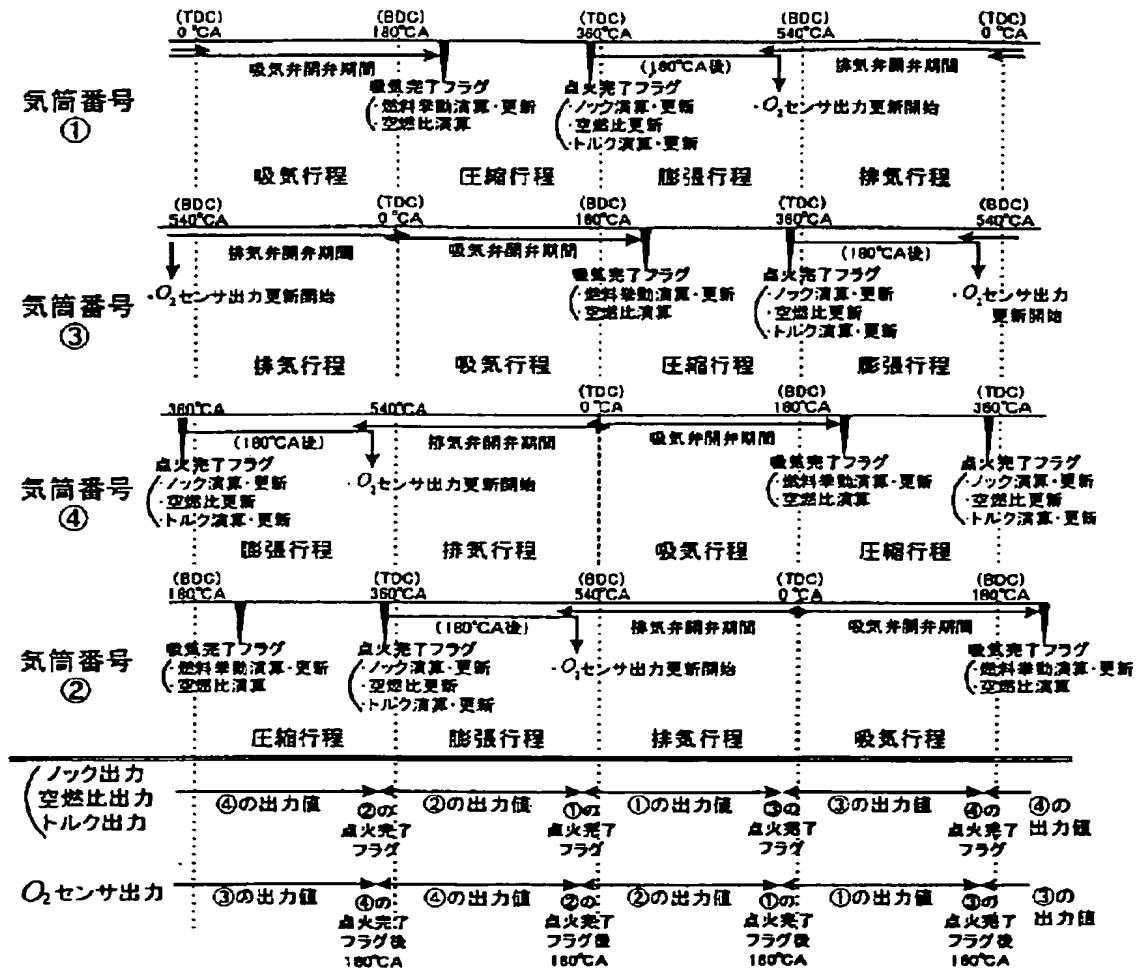 (TDC) (BDC) (TDC) (BDC) (TDC)
0℃A 180℃A 360℃A 540℃A 0℃A
吸気弁開弁期間 (180℃A後) 排気弁開弁期間
気筒番号
①
吸気完了フラグ 点火完了フラグ
・燃料挙動演算・更新 ・ノック演算・更新 ・O₂センサ出力更新開始
・空燃比演算 ・空燃比更新
・トルク演算・更新
吸気行程 圧縮行程 膨張行程 排気行程
(BDC) (TDC) (BDC) (TDC) (BDC)
540℃A 0℃A 180℃A 360℃A 540℃A
排気弁開弁期間 吸気弁開弁期間 (180℃A後)
気筒番号
③
吸気完了フラグ 点火完了フラグ
・O₂センサ出力更新開始 ・燃料挙動演算・更新 ・ノック演算・更新 ・O₂センサ出力
・空燃比演算 ・空燃比更新 更新開始
・トルク演算・更新
排気行程 吸気行程 圧縮行程 膨張行程
(TDC) (BDC) (TDC)
360℃A 540℃A 0℃A 180℃A 360℃A
(180℃A後) 排気弁開弁期間 吸気弁開弁期間
気筒番号
④
点火完了フラグ 吸気完了フラグ 点火完了フラグ
・ノック演算・更新 ・O₂センサ出力更新開始 ・燃料挙動演算・更新 ・ノック演算・更新
・空燃比更新 ・空燃比演算 ・空燃比更新
・トルク演算・更新 ・トルク演算・更新
膨張行程 排気行程 吸気行程 圧縮行程
(BDC) (TDC) (BDC) (TDC) (BDC)
180℃A 360℃A 540℃A 0℃A 180℃A
(180℃A後) 排気弁開弁期間 吸気弁開弁期間
気筒番号
②
吸気完了フラグ 点火完了フラグ 吸気完了フラグ
・燃料挙動演算・更新 ・ノック演算・更新 ・O₂センサ出力更新開始 ・燃料挙動演算・更新
・空燃比演算 ・空燃比更新 ・空燃比演算
・トルク演算・更新
圧縮行程 膨張行程 排気行程 吸気行程
ノック出力
空燃比出力
トルク出力
④の出力値 ②の出力値 ①の出力値 ③の出力値 ④の
出力値
②の ①の ③の ④の
点火完了 点火完了 点火完了 点火完了
フラグ フラグ フラグ フラグ
O₂センサ出力 ③の出力値 ④の出力値 ②の出力値 ①の出力値 ③の
出力値
④の ②の ①の ③の
点火完了 点火完了 点火完了 点火完了
フラグ後 フラグ後 フラグ後 フラグ後
180℃A 180℃A 180℃A 180℃A